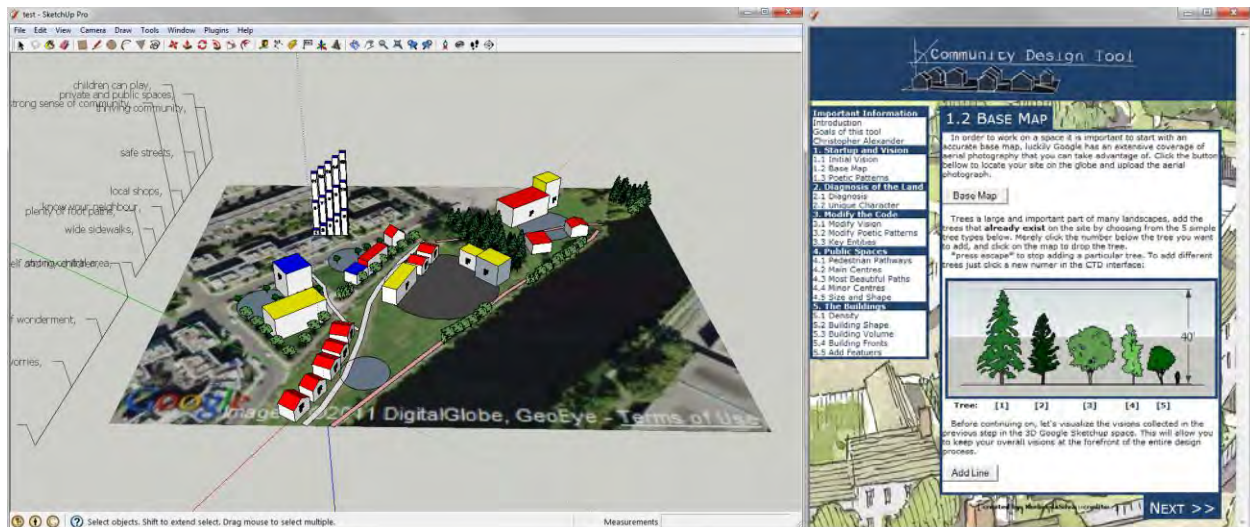 test - SketchUp Pro
File Edit View Camera Draw Tools Window Plugins Help
children can play,
private and public spaces,
thriving community,
strong sense of community,
safe streets,
local shops,
know your neighbour,
plenty of foot paths,
wide sidewalks,
of wonderment,
worries,
Google
Image © 2011 DigitalGlobe, GeoEye - Terms of Use
Select objects. Shift to extend select. Drag mouse to select multiple.
Measurements
Community Design Tool
Important Information
Introduction
Goals of this tool
Christopher Alexander
1. Startup and Vision
1.1 Initial Vision
1.2 Base Map
1.3 Poetic Patterns
2. Diagnosis of the Land
2.1 Diagnosis
2.2 Unique Character
3. Modify the Code
3.1 Modify Vision
3.2 Modify Poetic Patterns
3.3 Key Entities
4. Public Spaces
4.1 Pedestrian Pathways
4.2 Main Centres
4.3 Most Beautiful Paths
4.4 Minor Centres
4.5 Size and Shape
5. The Buildings
5.1 Density
5.2 Building Shape
5.3 Building Volume
5.4 Building Fronts
5.5 Add Featuers
1.2 Base Map
In order to work on a space it is important to start with an
accurate base map, luckily Google has an extensive coverage of
aerial photography that you can take advantage of. Click the button
bellow to locate your site on the globe and upload the aerial
photograph.
Base Map
Trees a large and important part of many landscapes, add the
trees that already exist on the site by choosing from the 5 simple
tree types below. Merely click the number below the tree you want
to add, and click on the map to drop the tree.
*press escape* to stop adding a particular tree. To add different
trees just click a new numer in the CTD interface:
40'
Tree: [1] [2] [3] [4] [5]
Before continuing on, let's visualize the visions collected in the
previous step in the 3D Google Sketchup space. This will allow you
to keep your overall visions at the forefront of the entire design
process.
Add Line
created by
Next >>